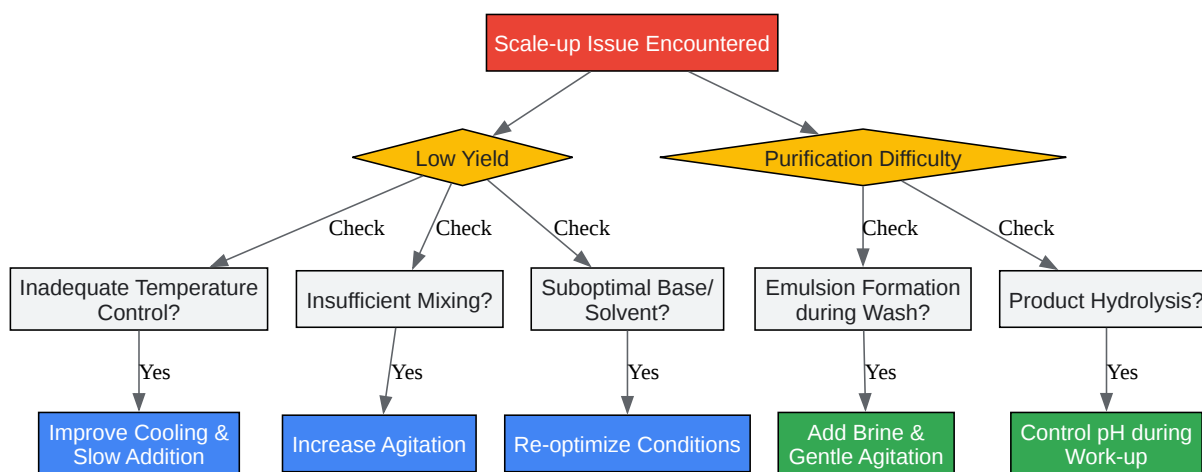 Scale-up Issue Encountered
Low Yield
Purification Difficulty
Check
Check
Check
Check
Check
Inadequate Temperature
Control?
Insufficient Mixing?
Suboptimal Base/
Solvent?
Emulsion Formation
during Wash?
Product Hydrolysis?
Yes
Yes
Yes
Yes
Yes
Improve Cooling &
Slow Addition
Increase Agitation
Re-optimize Conditions
Add Brine &
Gentle Agitation
Control pH during
Work-up